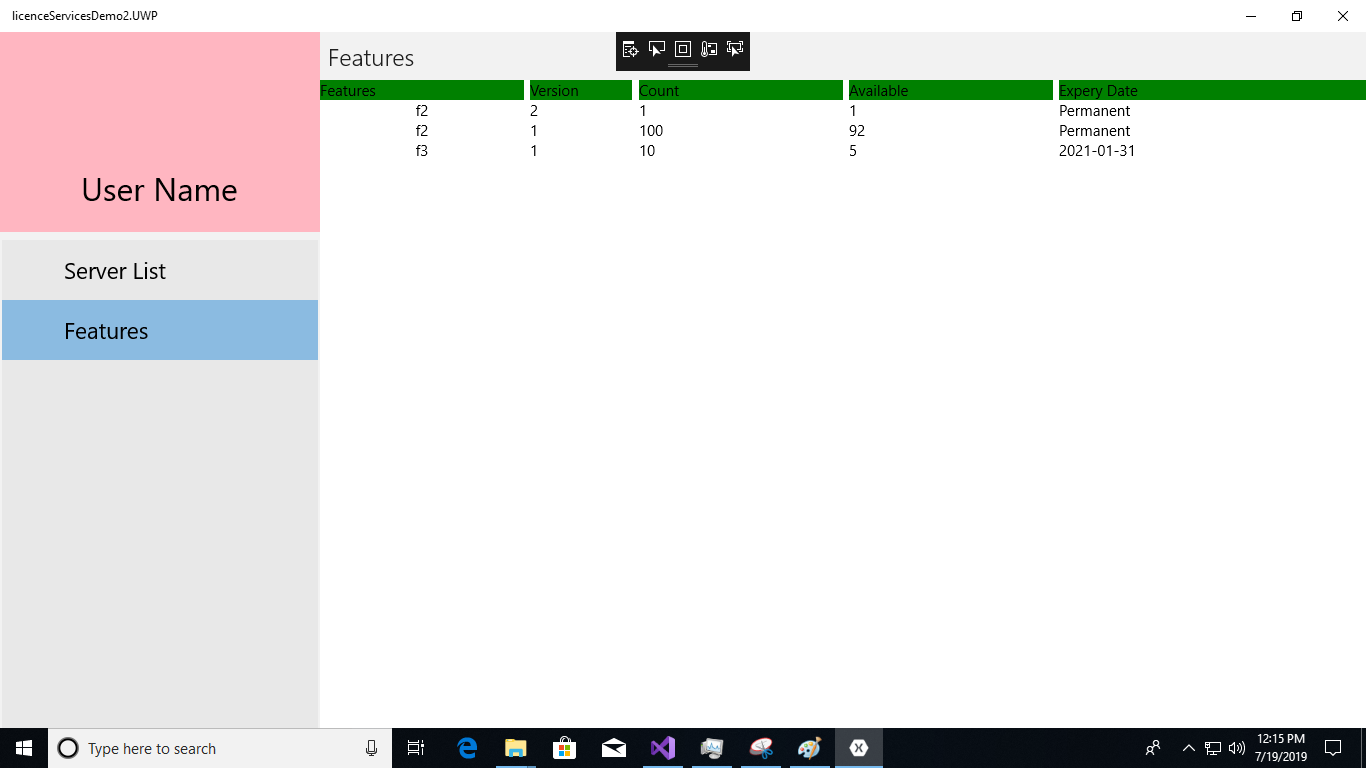 licenceServicesDemo2.UWP
Features
User Name
Server List
Features
Features Version Count Available Expery Date
f2 2 1 1 Permanent
f2 1 100 92 Permanent
f3 1 10 5 2021-01-31
Type here to search
12:15 PM
7/19/2019